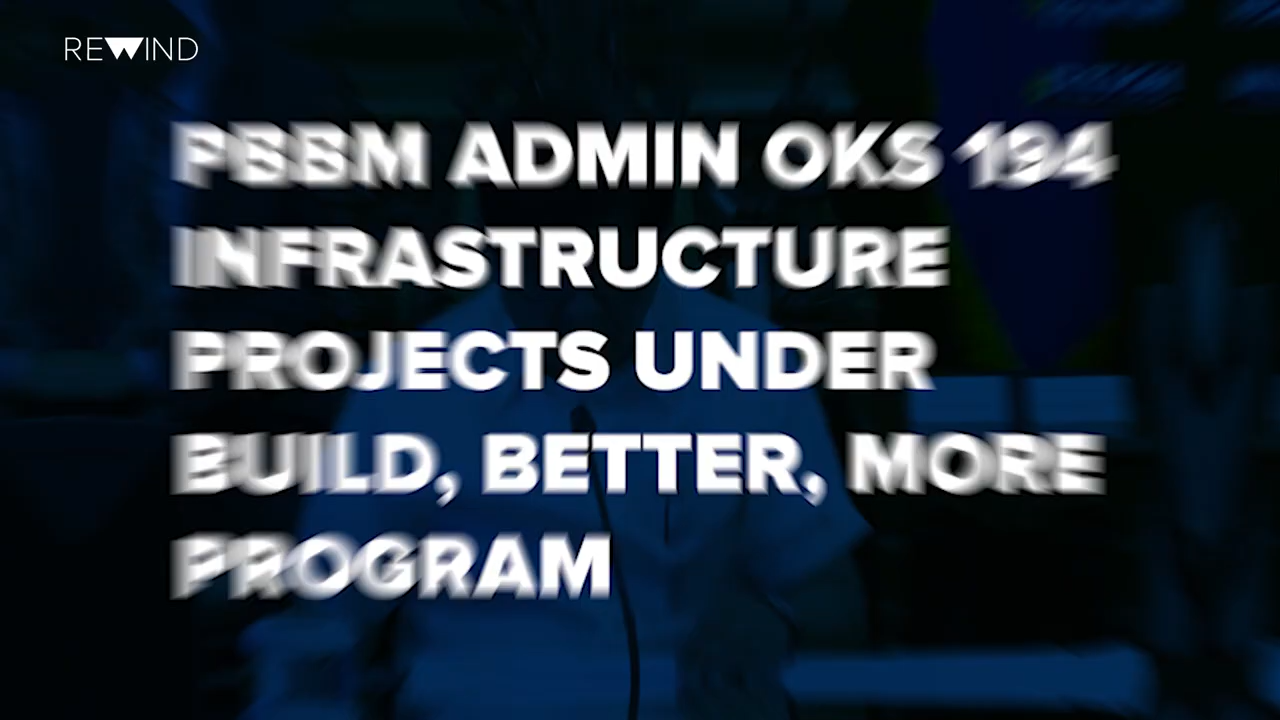 REWIND
PBBM ADMIN OKS 194
INFRASTRUCTURE
PROJECTS UNDER
BUILD, BETTER, MORE
PROGRAM